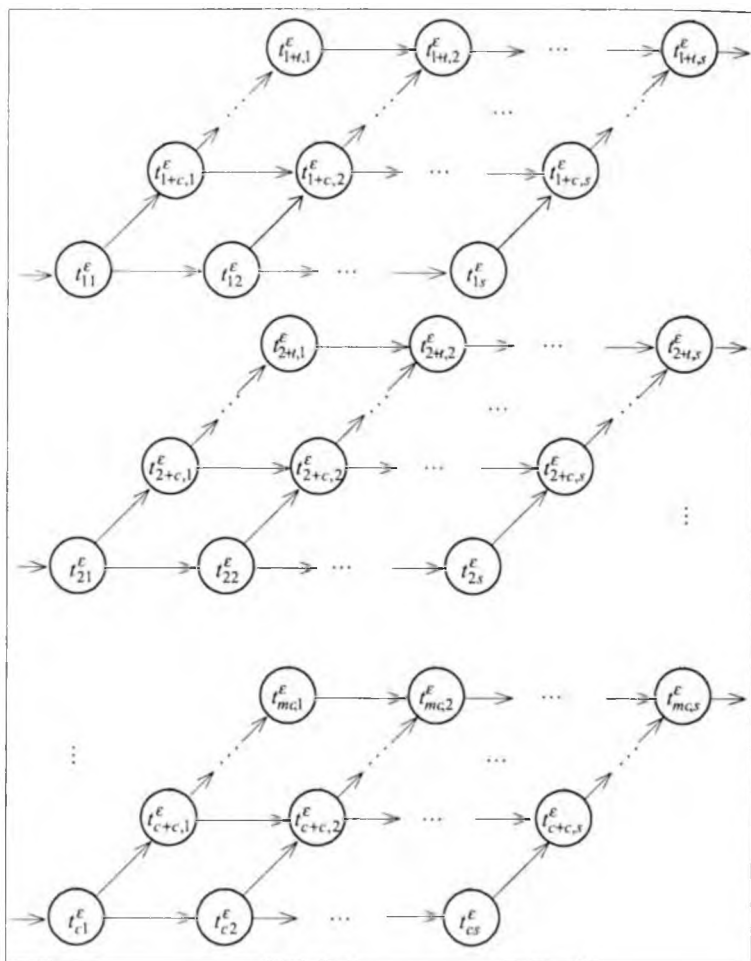 t^ε_{1+t,1} t^ε_{1+t,2} ... t^ε_{1+t,s}
...
t^ε_{1+c,1} t^ε_{1+c,2} ... t^ε_{1+c,s}
t^ε_{11} t^ε_{12} ... t^ε_{1s}
t^ε_{2+t,1} t^ε_{2+t,2} ... t^ε_{2+t,s}
...
t^ε_{2+c,1} t^ε_{2+c,2} ... t^ε_{2+c,s}
t^ε_{21} t^ε_{22} ... t^ε_{2s}
t^ε_{mc,1} t^ε_{mc,2} ... t^ε_{mc,s}
...
t^ε_{c+c,1} t^ε_{c+c,2} ... t^ε_{c+c,s}
t^ε_{c1} t^ε_{c2} ... t^ε_{cs}